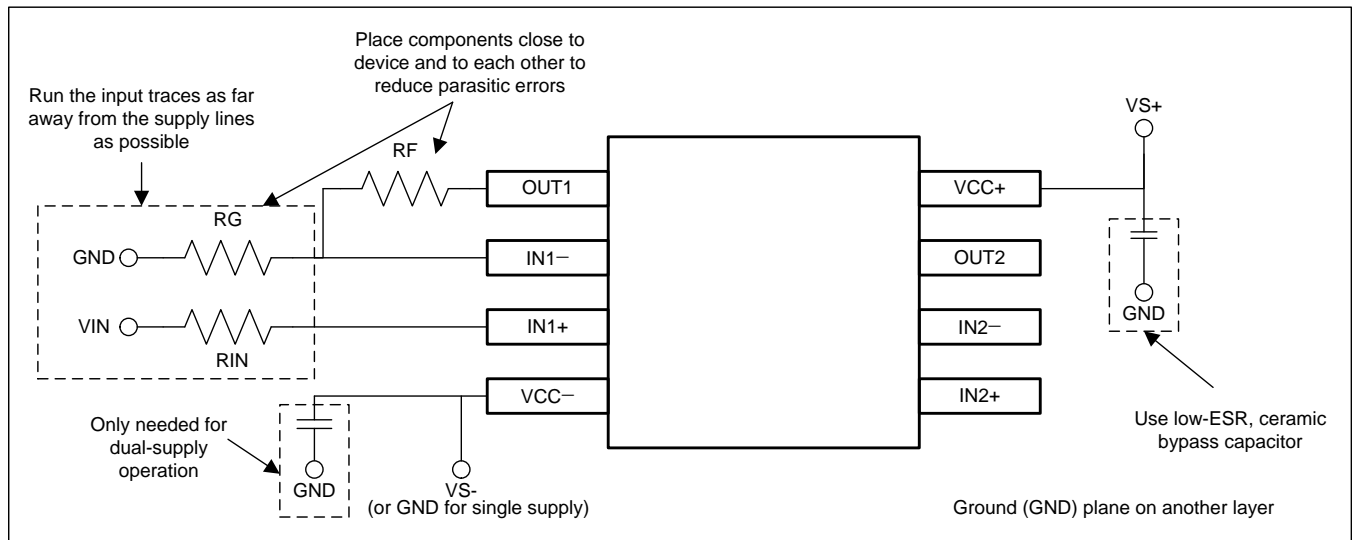 Place components close to
device and to each other to
reduce parasitic errors
Run the input traces as far
away from the supply lines
as possible
VS+
RF
OUT1
VCC+
RG
GND
IN1−
OUT2
VIN
IN1+
IN2−
GND
RIN
VCC−
IN2+
Only needed for
dual-supply
operation
Use low-ESR, ceramic
bypass capacitor
GND
VS-
(or GND for single supply)
Ground (GND) plane on another layer